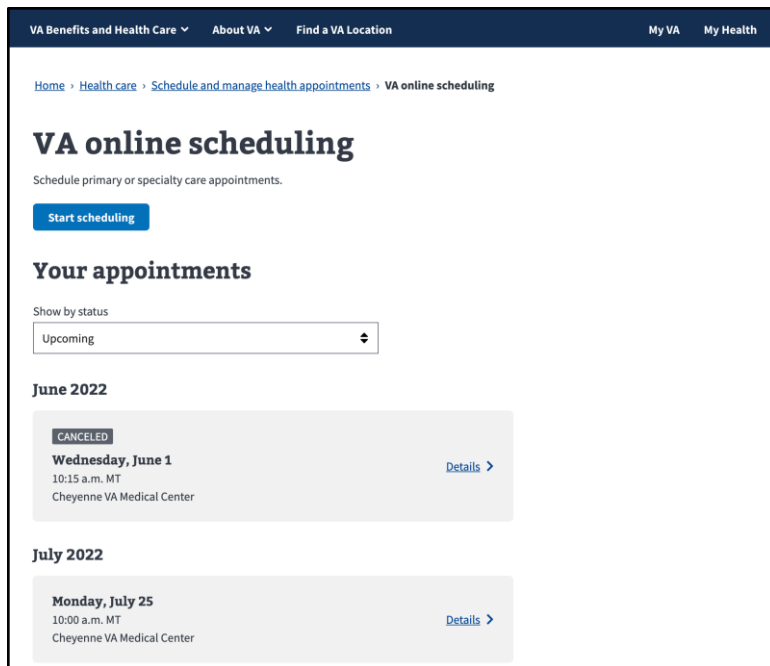 VA Benefits and Health Care About VA Find a VA Location My VA My Health
Home › Health care › Schedule and manage health appointments › VA online scheduling
VA online scheduling
Schedule primary or specialty care appointments.
Start scheduling
Your appointments
Show by status
Upcoming
June 2022
CANCELED
Wednesday, June 1
10:15 a.m. MT
Details
Cheyenne VA Medical Center
July 2022
Monday, July 25
10:00 a.m. MT
Details
Cheyenne VA Medical Center